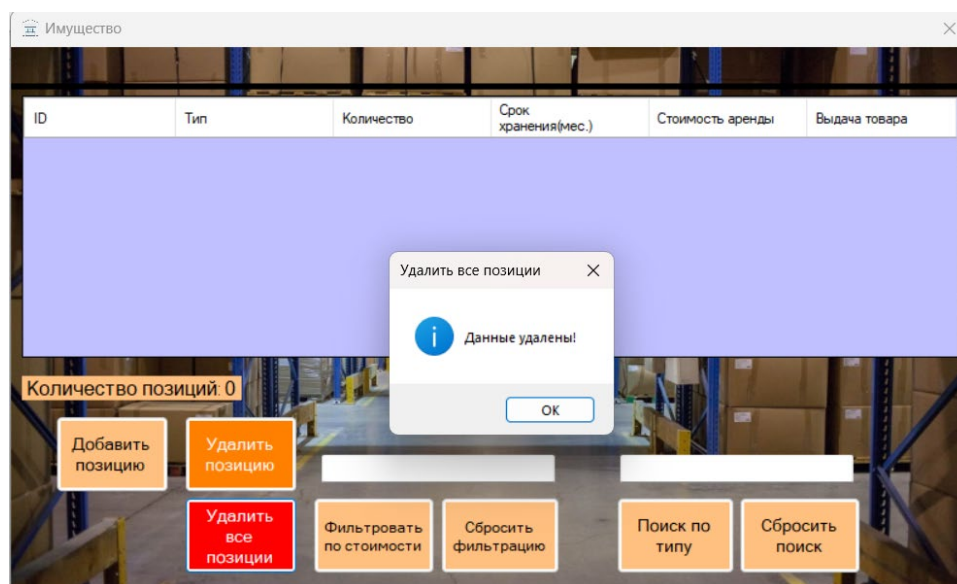 Имущество
ID Тип Количество Срок хранения(мес.) Стоимость аренды Выдача товара
Удалить все позиции
Данные удалены!
OK
Количество позиций: 0
Добавить
позицию
Удалить
позицию
Удалить
все
позиции
Фильтровать
по стоимости
Сбросить
фильтрацию
Поиск по
типу
Сбросить
поиск